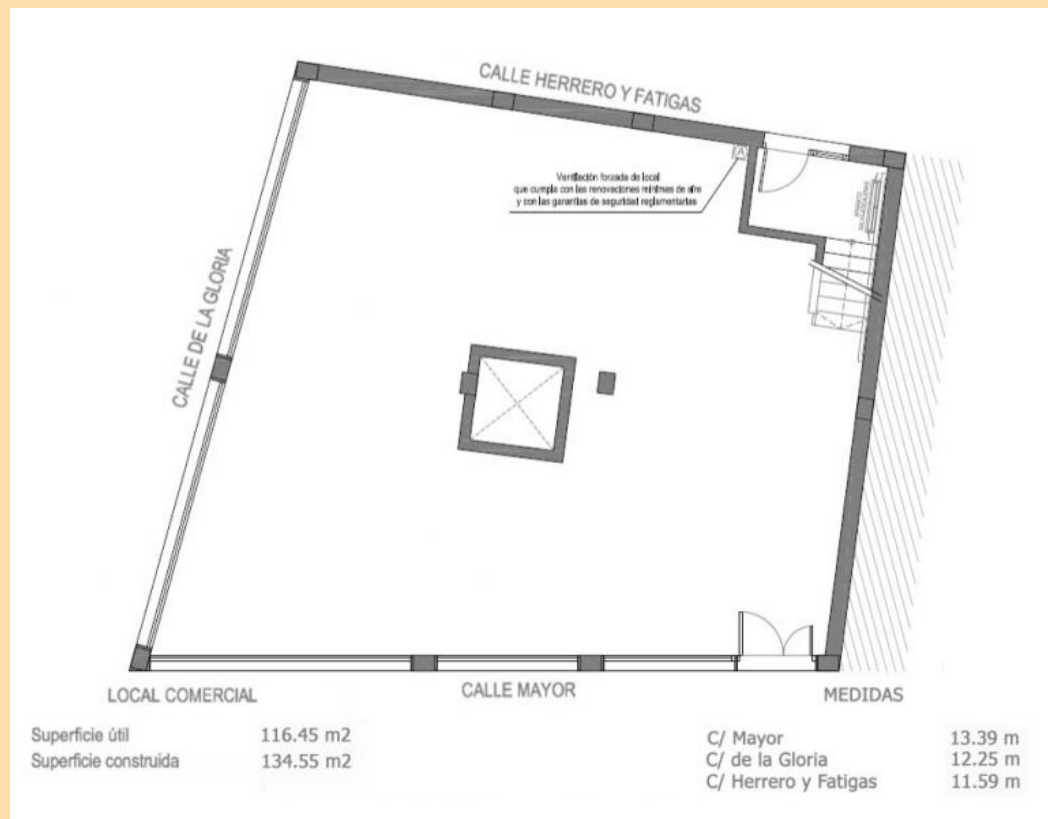 CALLE HERRERO Y FATIGAS
Ventilación forzada de local
que cumpla con las renovaciones mínimas de aire
y con las garantías de seguridad reglamentarias
A
CALLE DE LA GLORIA
CALLE MAYOR
LOCAL COMERCIAL
Superficie útil 116.45 m2
Superficie construida 134.55 m2
MEDIDAS
C/ Mayor 13.39 m
C/ de la Gloria 12.25 m
C/ Herrero y Fatigas 11.59 m